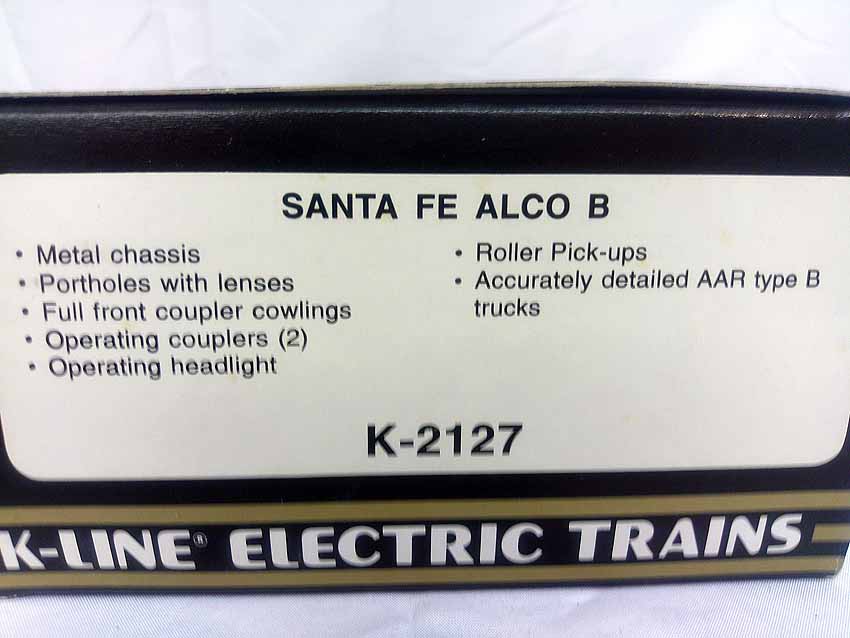 SANTA FE ALCO B
• Metal chassis
• Portholes with lenses
• Full front coupler cowlings
• Operating couplers (2)
• Operating headlight
• Roller Pick-ups
• Accurately detailed AAR type B
trucks
K-2127
K-LINE® ELECTRIC TRAINS